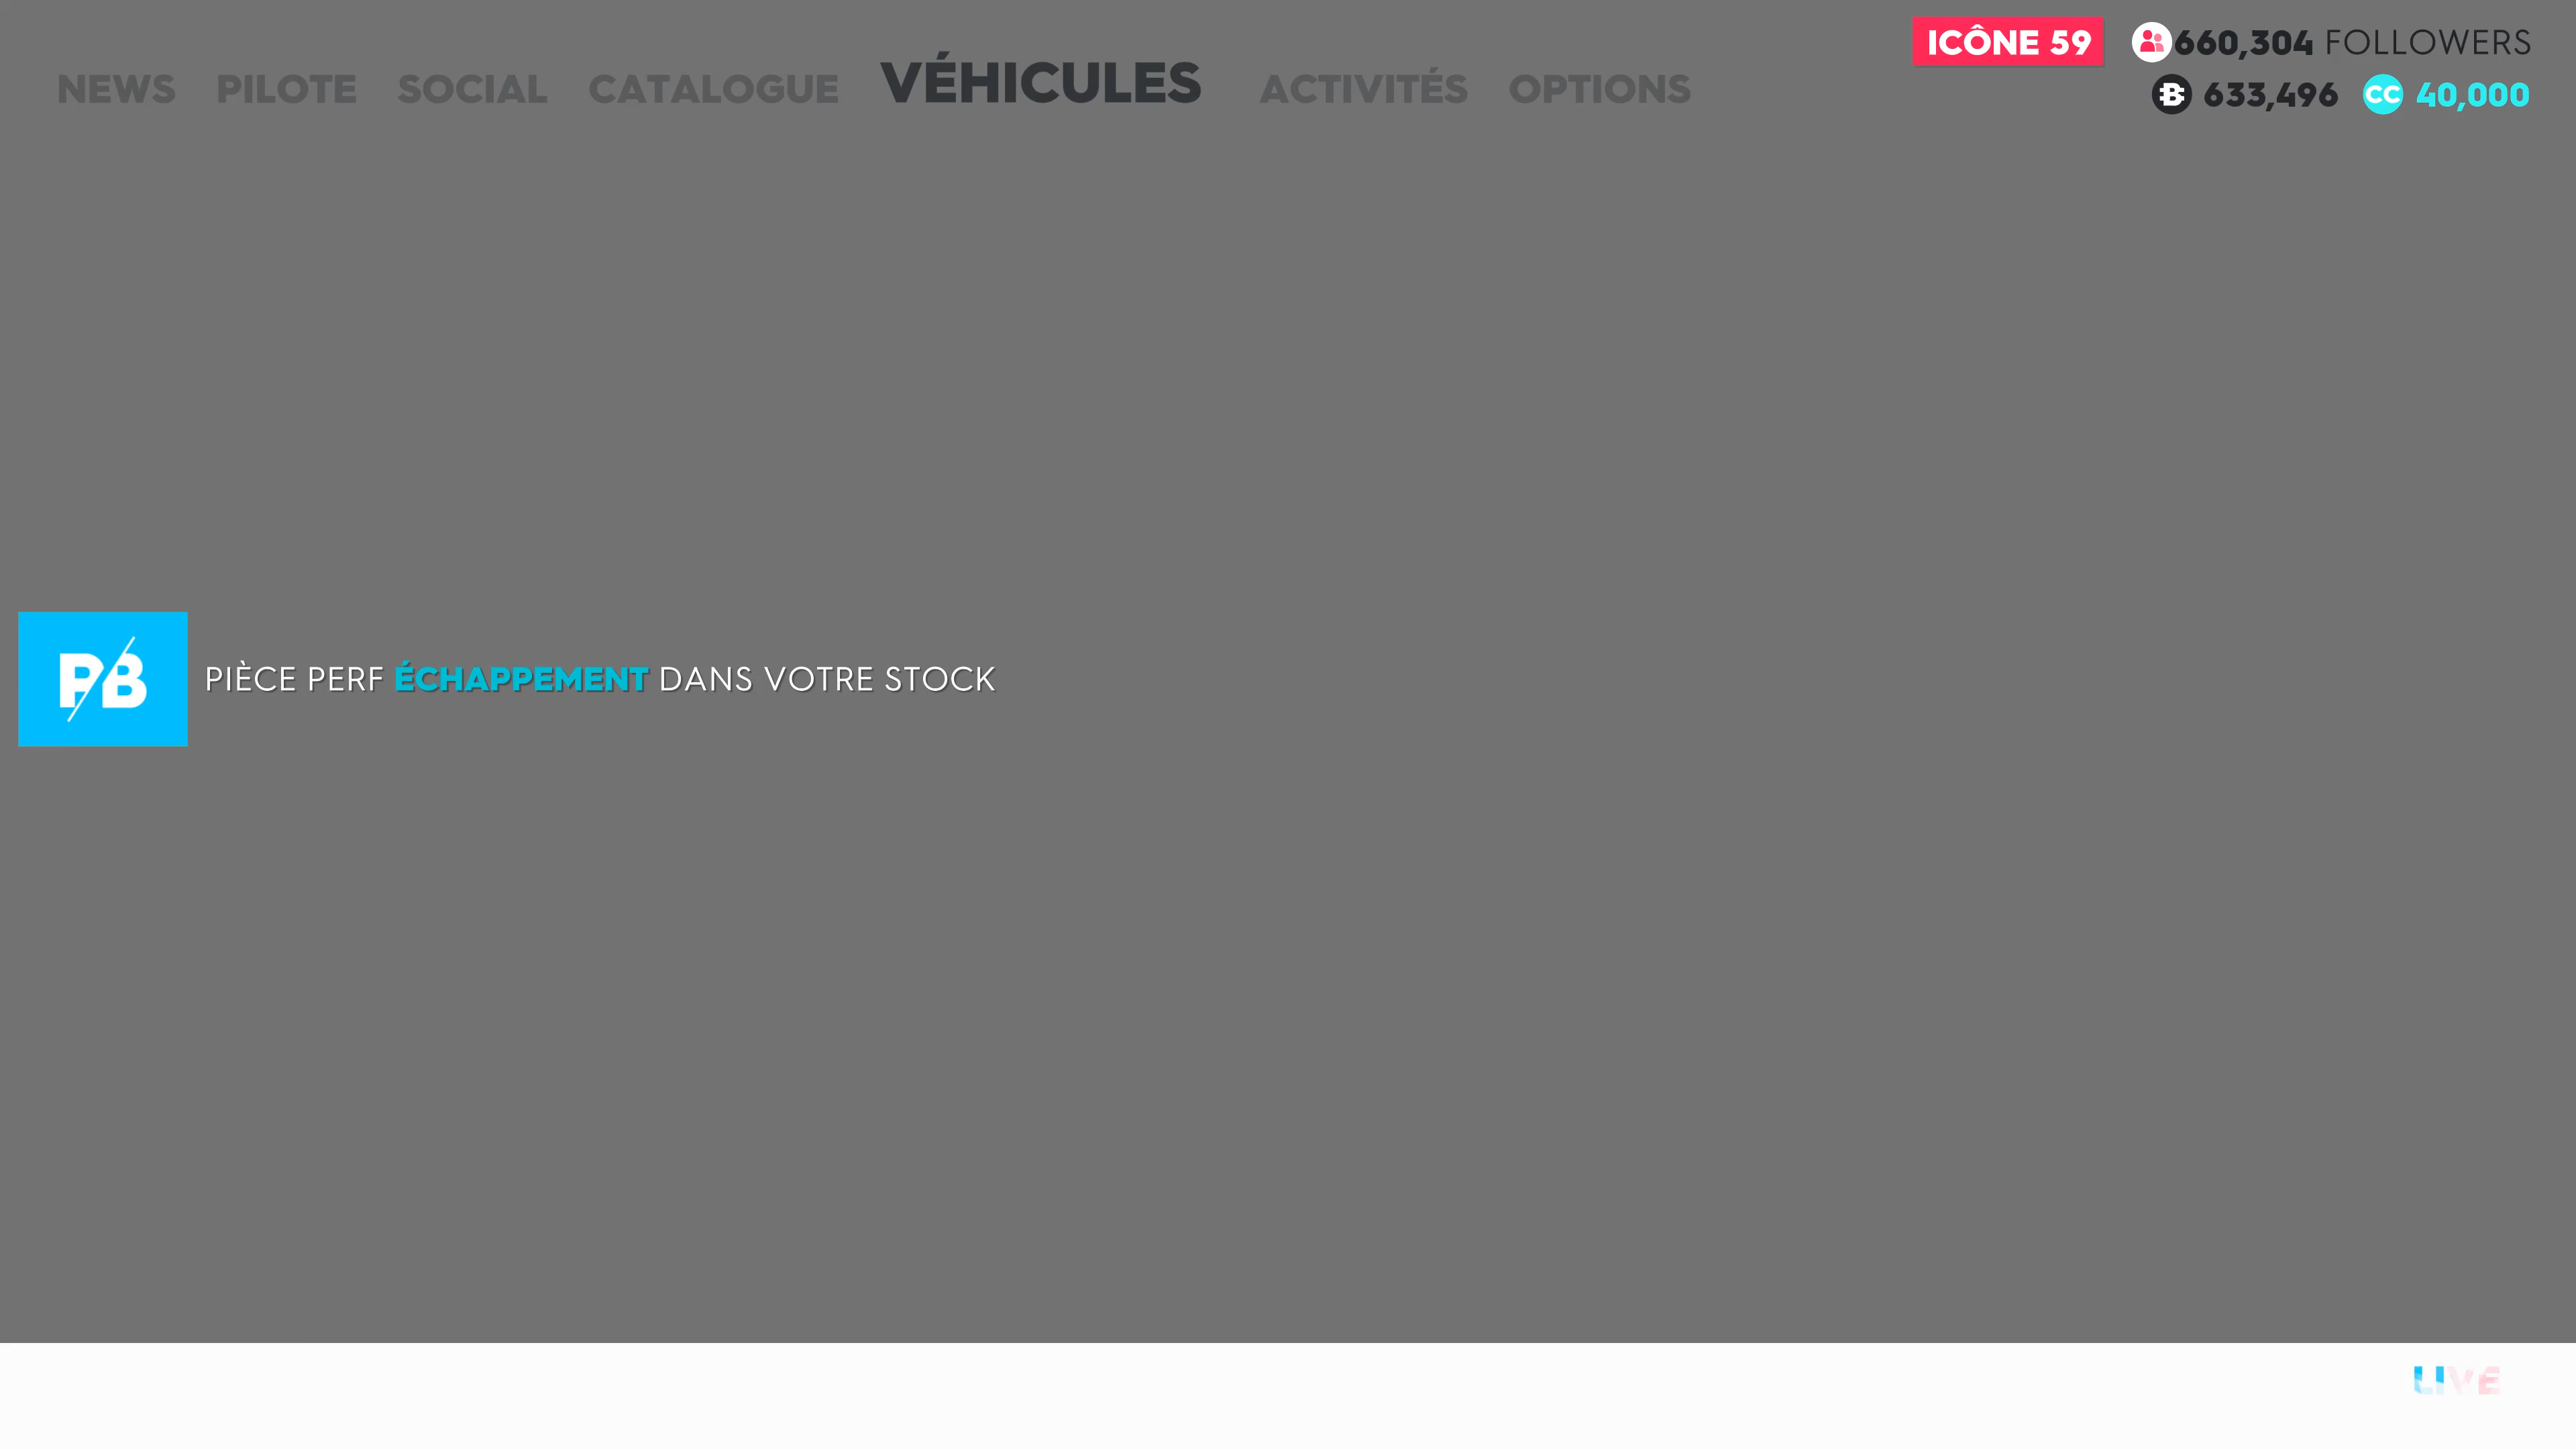 ICÔNE 59 660,304 FOLLOWERS
NEWS PILOTE SOCIAL CATALOGUE VÉHICULES ACTIVITÉS OPTIONS
B 633,496 CC 40,000
P/B PIÈCE PERF ÉCHAPPEMENT DANS VOTRE STOCK
LIVE